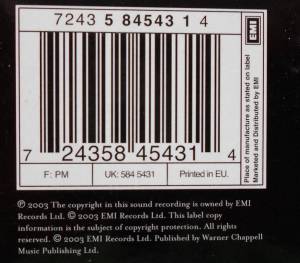 7243 5 84543 1 4
EMI
Place of manufacture as stated on label
Marketed and Distributed by EMI
7 24358 45431 4
F: PM
UK: 584 5431
Printed in EU.
℗ 2003 The copyright in this sound recording is owned by EMI
Records Ltd. © 2003 EMI Records Ltd. This label copy
information is the subject of copyright protection. All rights
reserved. © 2003 EMI Records Ltd. Published by Warner Chappell
Music Publishing Ltd.